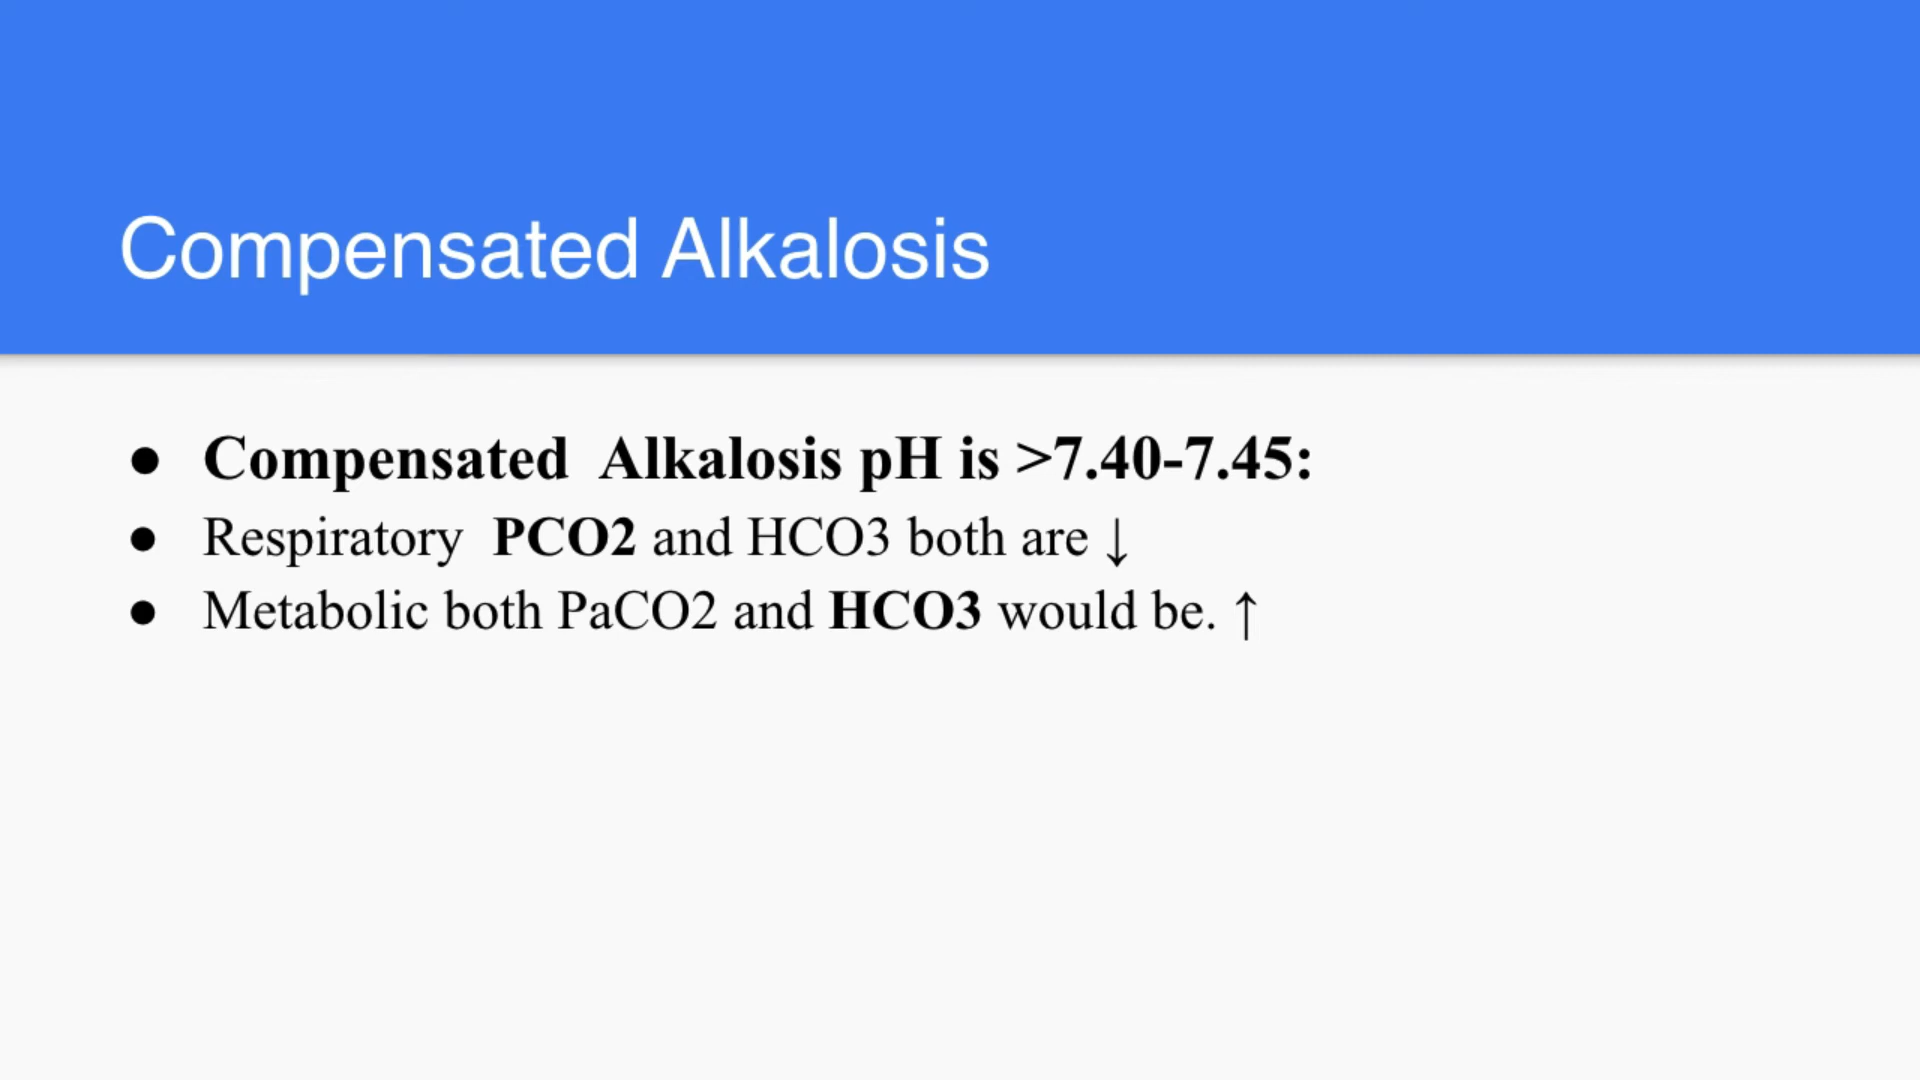 Compensated Alkalosis
● Compensated  Alkalosis pH is >7.40-7.45:
● Respiratory  PCO2 and HCO3 both are ↓
● Metabolic both PaCO2 and HCO3 would be. ↑